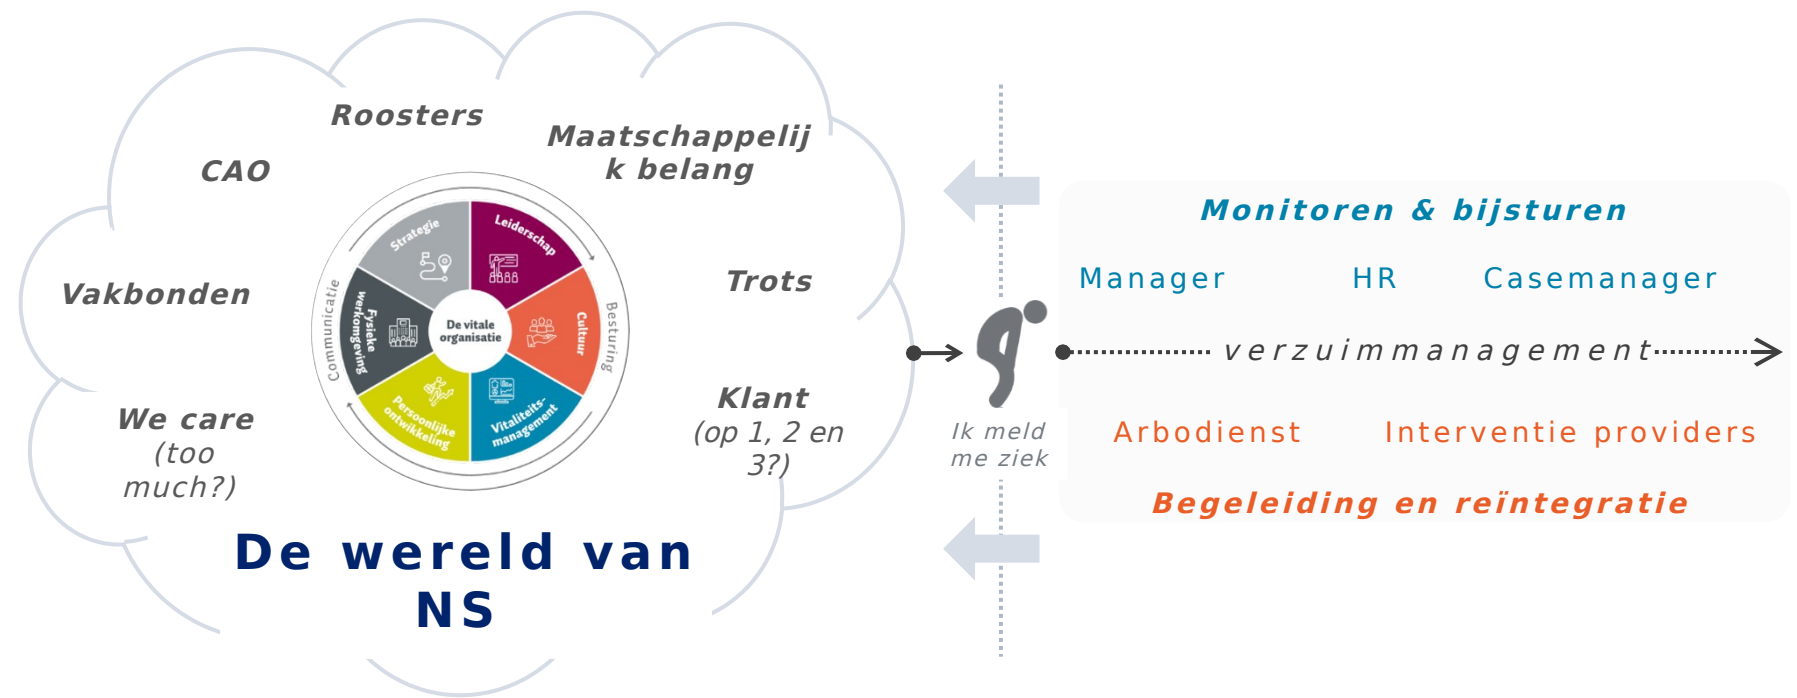 Roosters
Maatschappelij
k belang
CAO
Vakbonden
Trots
We care
(too
much?)
Klant
(op 1, 2 en
3?)
Strategie
Leiderschap
Cultuur
Vitaliteits-
management
Persoonlijke
ontwikkeling
Fysieke
werkomgeving
De vitale
organisatie
Communicatie
Besturing
De wereld van
NS
Ik meld
me ziek
Monitoren & bijsturen
Manager HR Casemanager
verzuimmanagement
Arbodienst Interventie providers
Begeleiding en reïntegratie